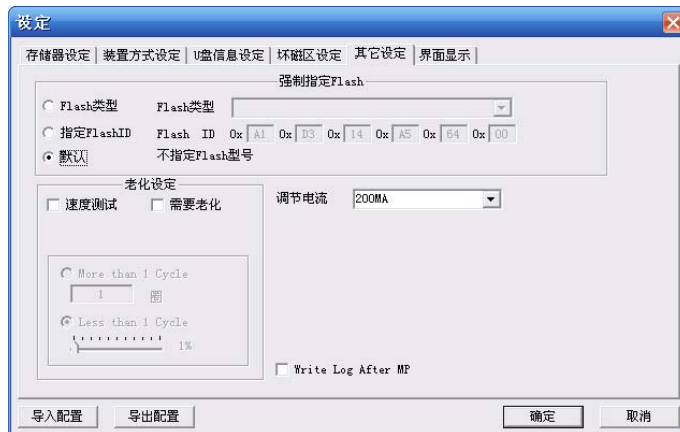 设定
存储器设定 装置方式设定 U盘信息设定 坏磁区设定 其它设定 界面显示
强制指定Flash
Flash类型 Flash类型
指定FlashID Flash ID 0x A1 0x D3 0x 14 0x A5 0x 64 0x 00
默认 不指定Flash型号
老化设定
速度测试 需要老化 调节电流 200MA
More than 1 Cycle
1 圈
Less than 1 Cycle
1%
Write Log After MP
导入配置 导出配置 确定 取消